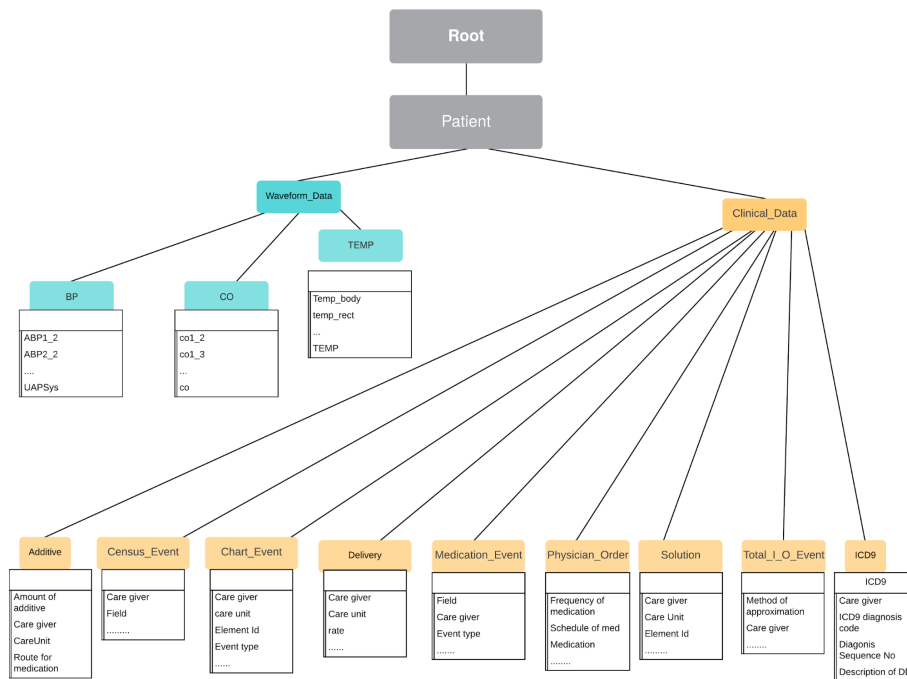 Root
Patient
Waveform_Data
Clinical_Data
TEMP
Temp_body
temp_rect
...
TEMP
BP
ABP1_2
ABP2_2
....
UAPSys
CO
co1_2
co1_3
...
co
Additive
Amount of
additive
Care giver
CareUnit
Route for
medication
Census_Event
Care giver
Field
.........
Chart_Event
Care giver
care unit
Element Id
Event type
......
Delivery
Care giver
Care unit
rate
......
Medication_Event
Field
Care giver
Event type
.......
Physician_Order
Frequency of
medication
Schedule of med
Medication
........
Solution
Care giver
Care Unit
Element Id
.........
Total_I_O_Event
Method of
approximation
Care giver
........
ICD9
ICD9
Care giver
ICD9 diagnosis
code
Diagonis
Sequence No
Description of